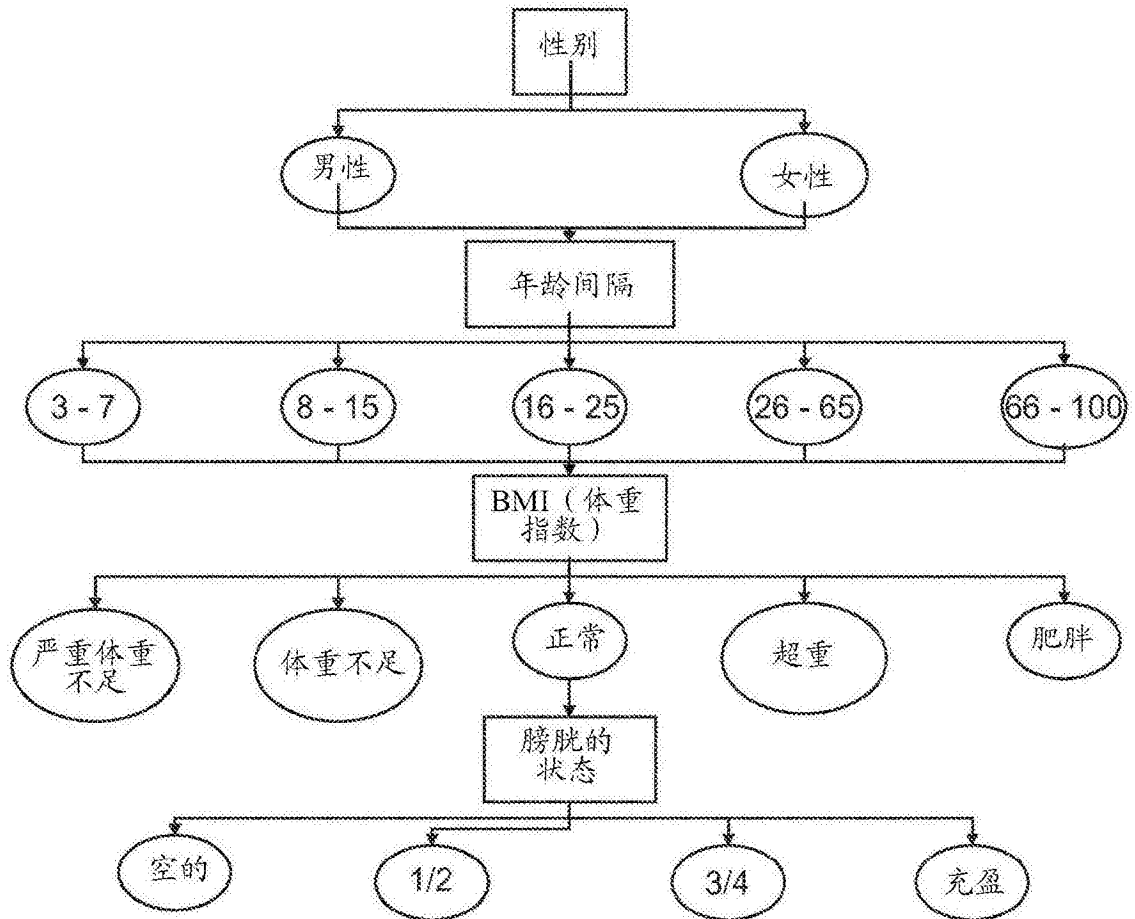 性别
男性
女性
年龄间隔
3 - 7
8 - 15
16 - 25
26 - 65
66 - 100
BMI（体重
指数）
严重体重
不足
体重不足
正常
超重
肥胖
膀胱的
状态
空的
1/2
3/4
充盈